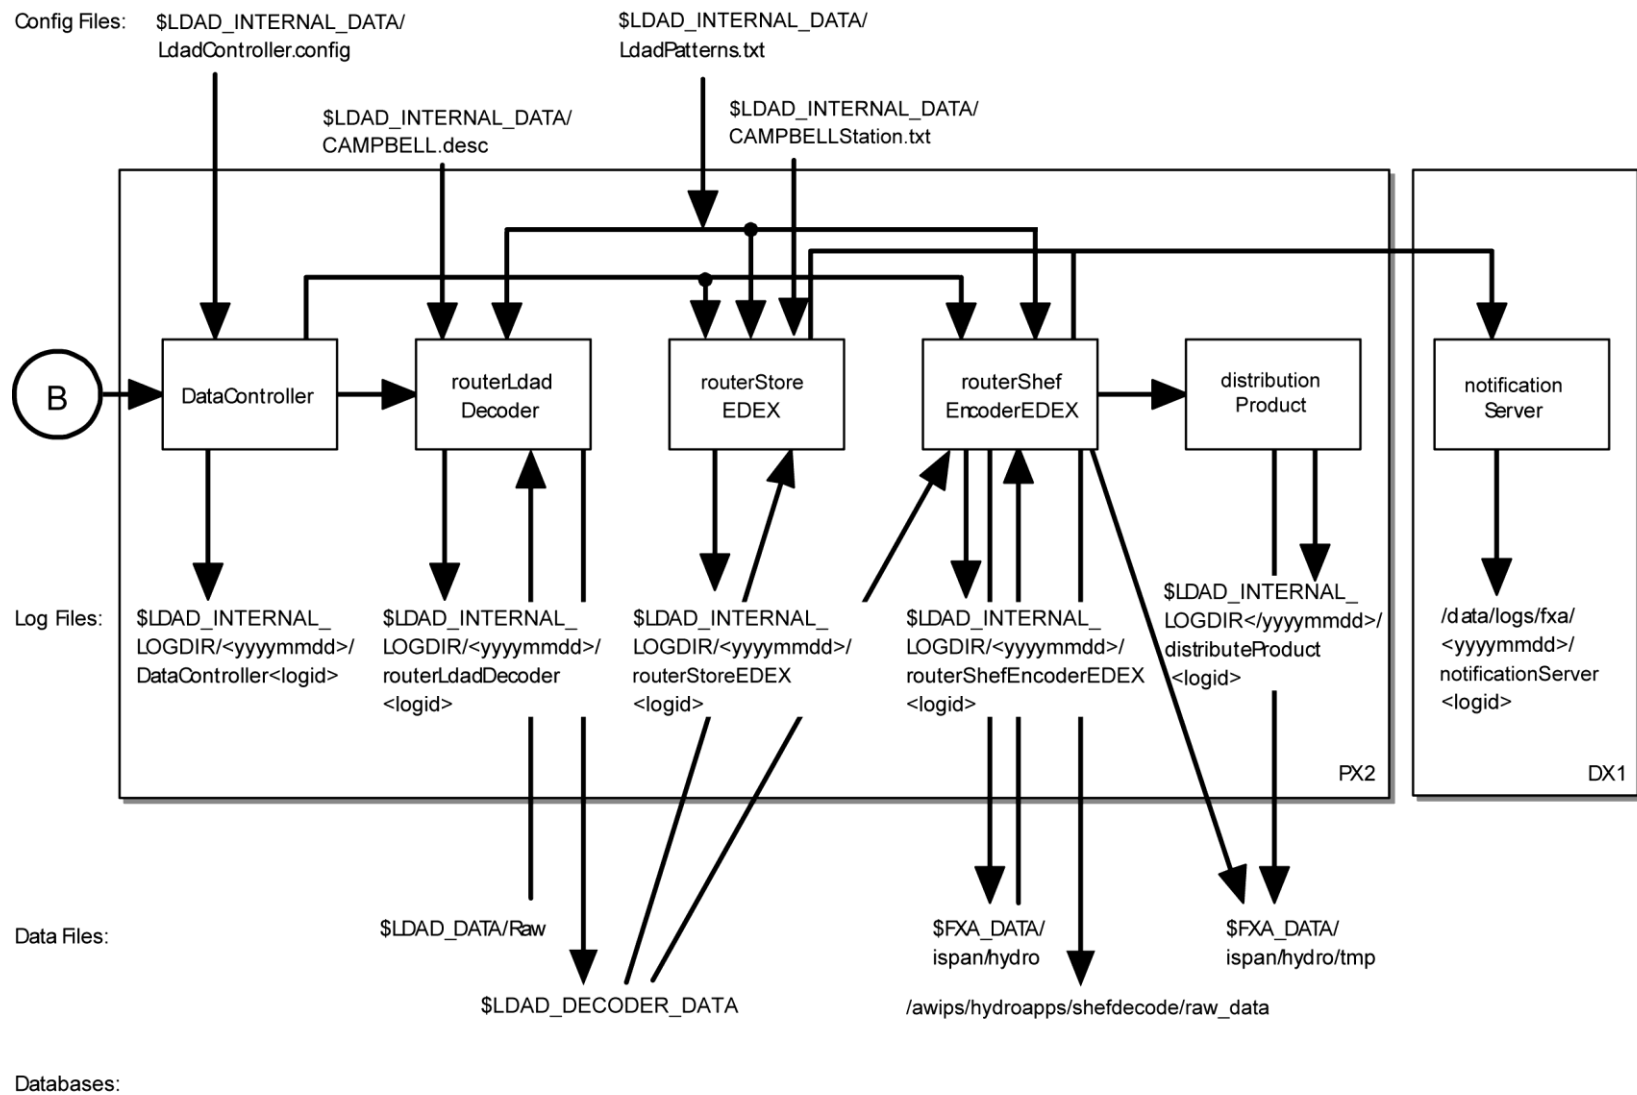 Config Files:
$LDAD_INTERNAL_DATA/
LdadController.config
$LDAD_INTERNAL_DATA/
LdadPatterns.txt
$LDAD_INTERNAL_DATA/
CAMPBELL.desc
$LDAD_INTERNAL_DATA/
CAMPBELLStation.txt
B
DataController
routerLdad
Decoder
routerStore
EDEX
routerShef
EncoderEDEX
distribution
Product
notification
Server
Log Files:
$LDAD_INTERNAL_
LOGDIR/<yyyymmdd>/
DataController<logid>
$LDAD_INTERNAL_
LOGDIR/<yyyymmdd>/
routerLdadDecoder
<logid>
$LDAD_INTERNAL_
LOGDIR/<yyyymmdd>/
routerStoreEDEX
<logid>
$LDAD_INTERNAL_
LOGDIR/<yyyymmdd>/
routerShefEncoderEDEX
<logid>
$LDAD_INTERNAL_
LOGDIR</yyyymmdd>/
distributeProduct
<logid>
/data/logs/fxa/
<yyyymmdd>/
notificationServer
<logid>
PX2
DX1
Data Files:
$LDAD_DATA/Raw
$LDAD_DECODER_DATA
$FXA_DATA/
ispan/hydro
/awips/hydroapps/shefdecode/raw_data
$FXA_DATA/
ispan/hydro/tmp
Databases: